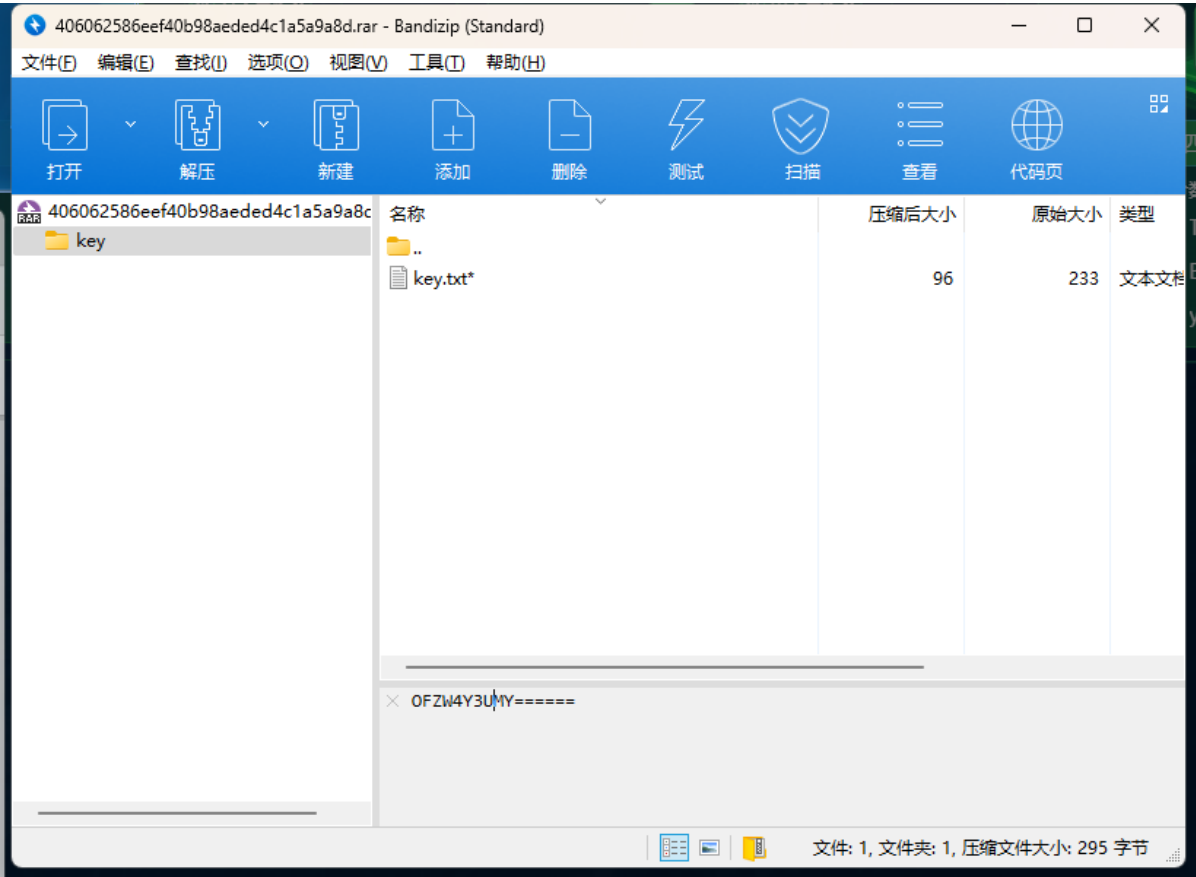 406062586eef40b98aeded4c1a5a9a8d.rar - Bandizip (Standard)
文件(F) 编辑(E) 查找(I) 选项(O) 视图(V) 工具(T) 帮助(H)
打开 解压 新建 添加 删除 测试 扫描 查看 代码页
RAR 406062586eef40b98aeded4c1a5a9a8c
名称 压缩后大小 原始大小 类型
key
..
key.txt* 96 233 文本文档
OFZW4Y3UMY======
文件: 1, 文件夹: 1, 压缩文件大小: 295 字节